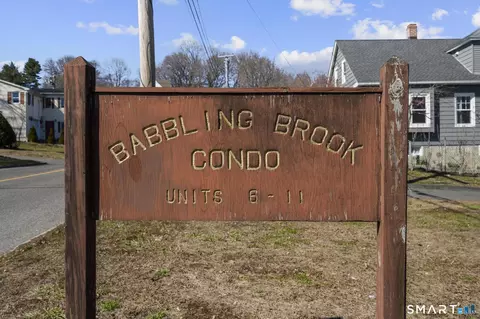 BABBLING BROOK
CONDO
UNITS 6-11
SMART